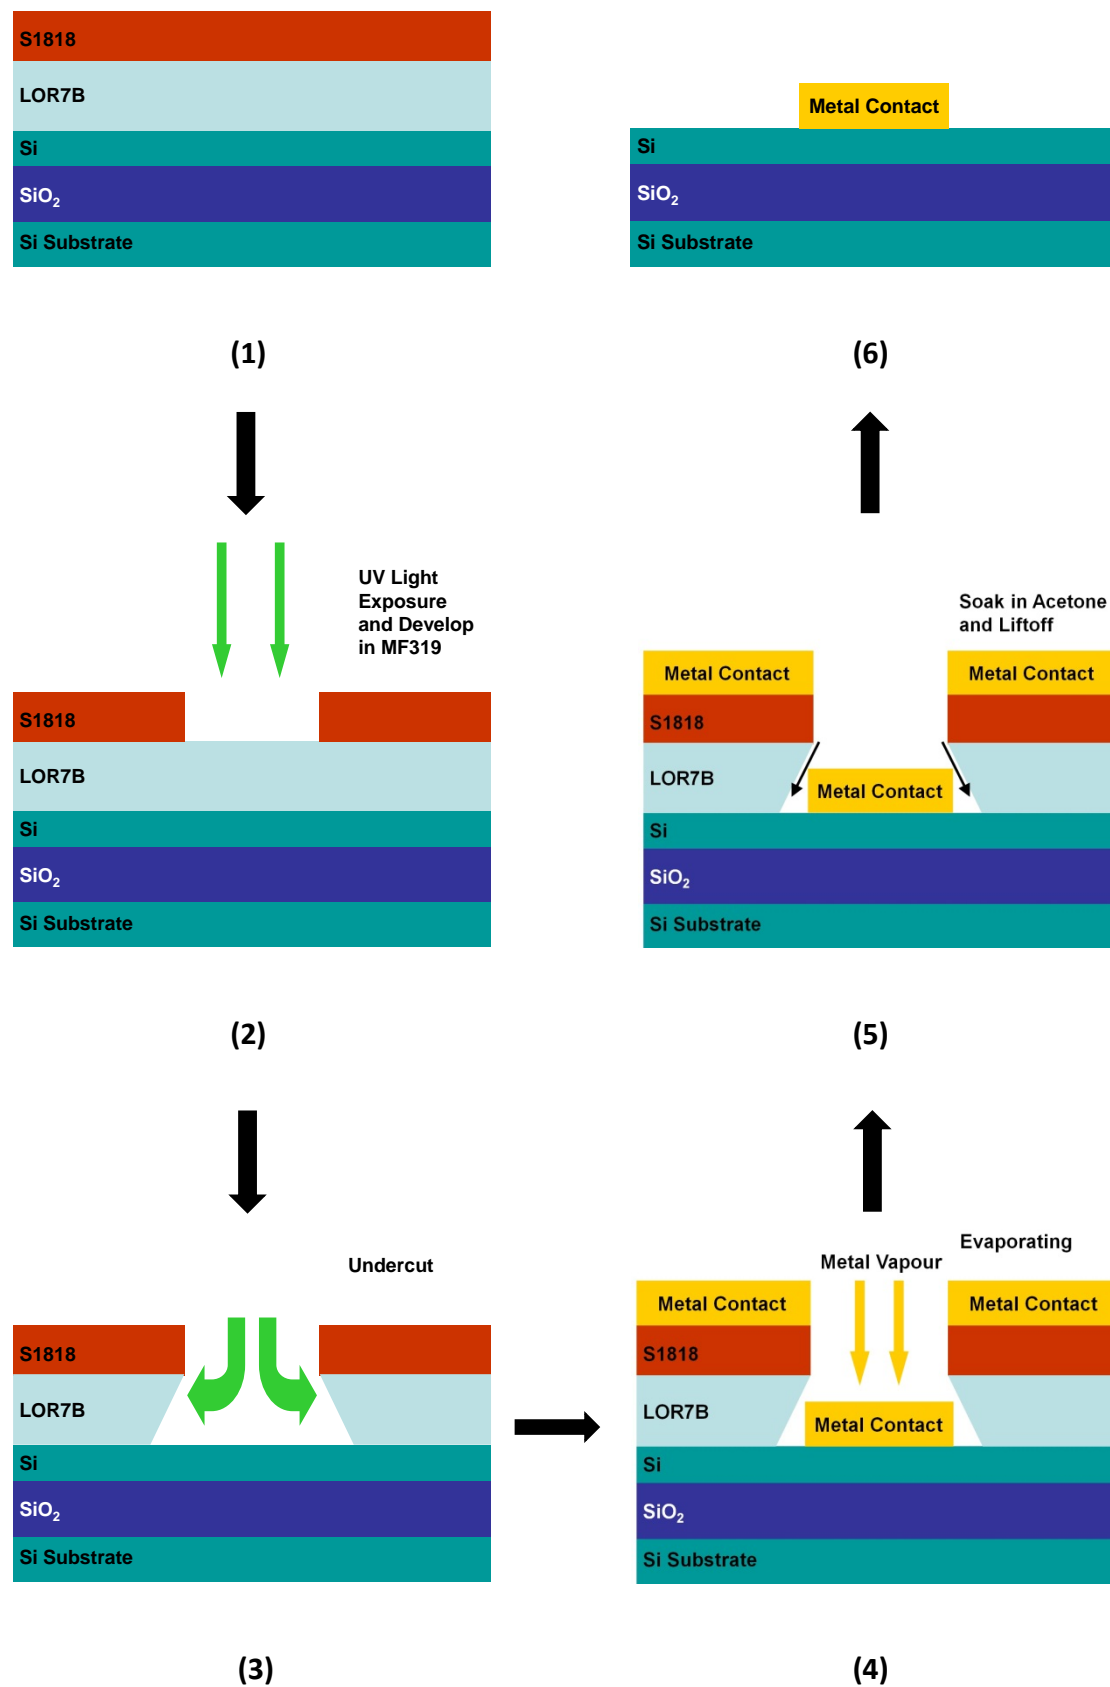 S1818
LOR7B
Si
SiO₂
Si Substrate
(1)
UV Light
Exposure
and Develop
in MF319
S1818
LOR7B
Si
SiO₂
Si Substrate
(2)
Undercut
S1818
LOR7B
Si
SiO₂
Si Substrate
(3)
Evaporating
Metal Vapour
Metal Contact
Metal Contact
S1818
LOR7B
Metal Contact
Si
SiO₂
Si Substrate
(4)
Soak in Acetone
and Liftoff
Metal Contact
Metal Contact
S1818
LOR7B
Metal Contact
Si
SiO₂
Si Substrate
(5)
Metal Contact
Si
SiO₂
Si Substrate
(6)